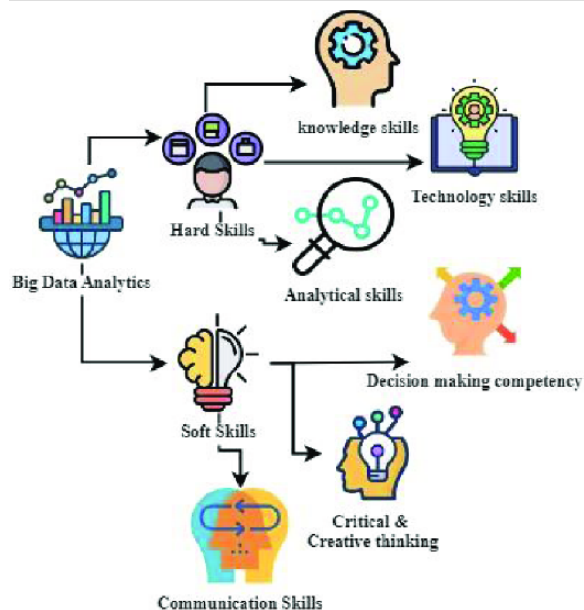 knowledge skills
Technology skills
Hard Skills
Big Data Analytics
Analytical skills
Decision making competency
Soft Skills
Critical &
Creative thinking
Communication Skills